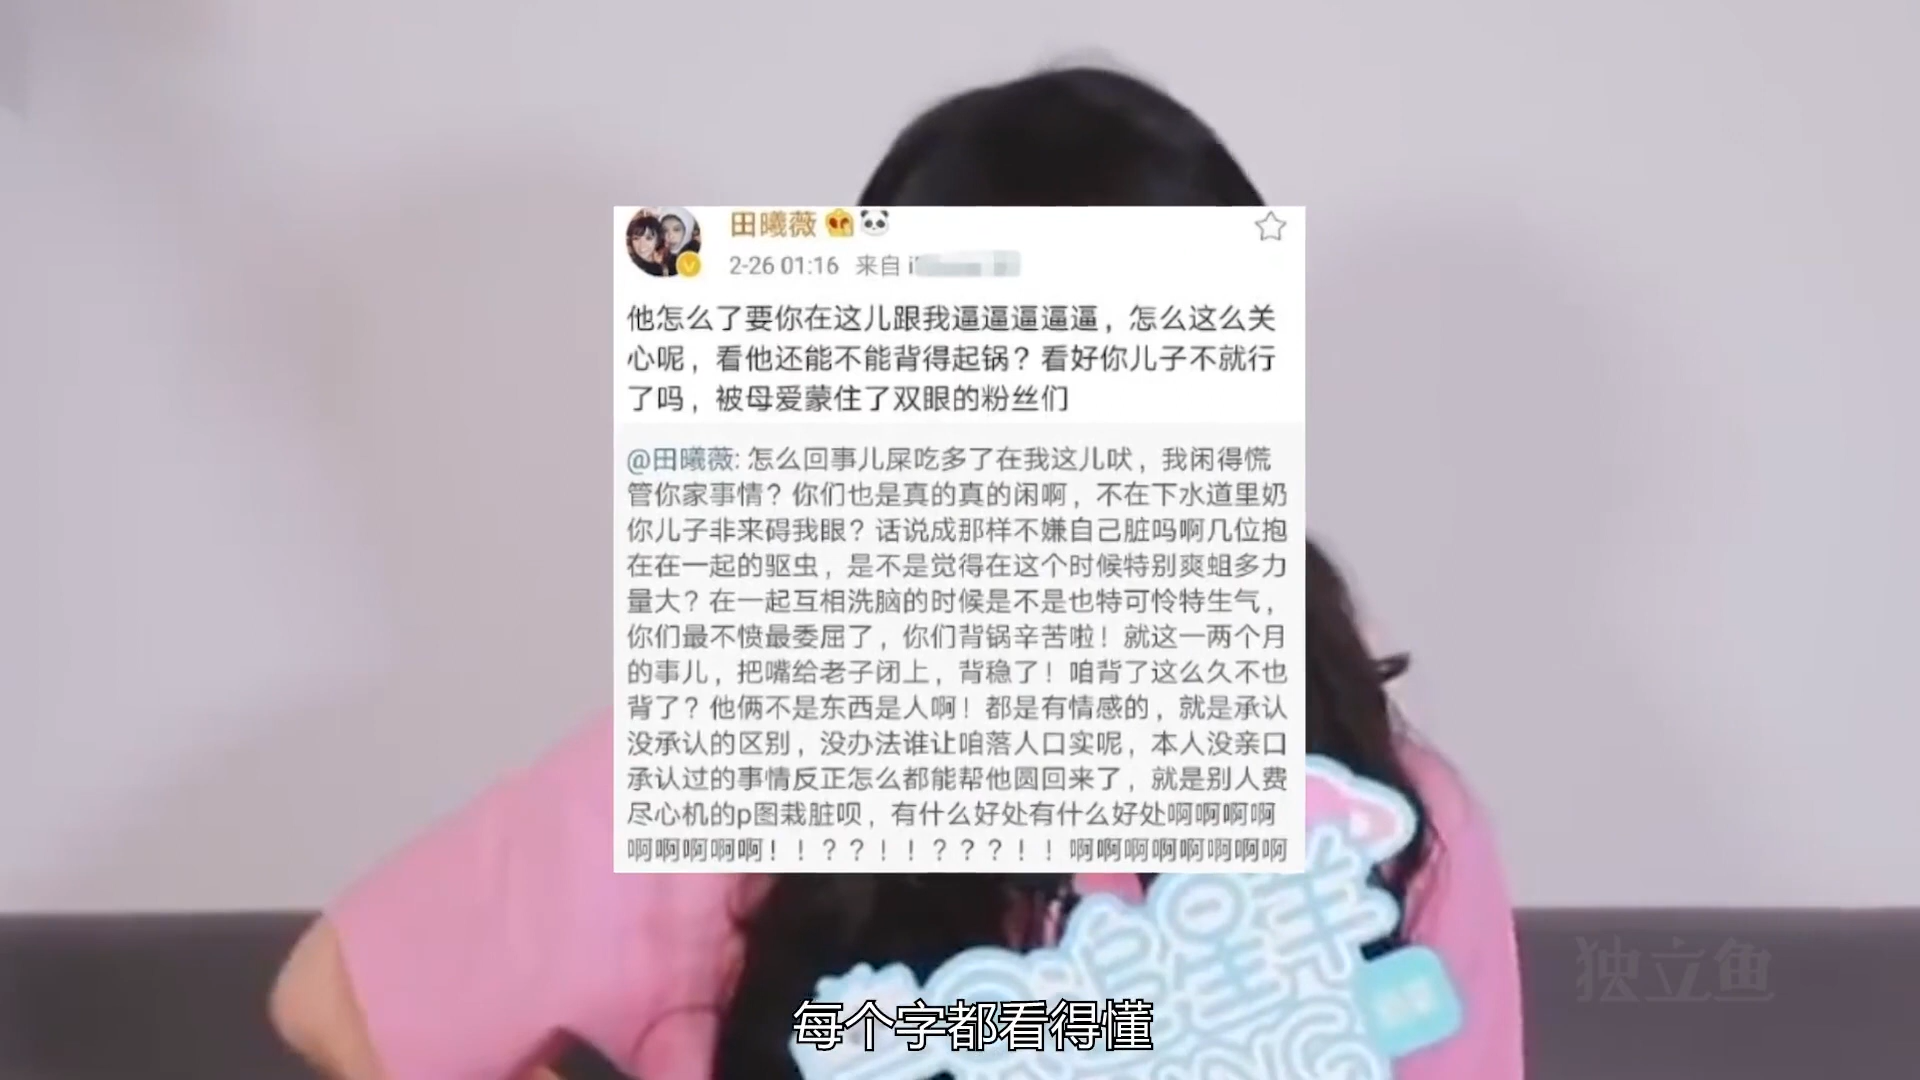 田曦薇
2-26 01:16 来自 i
他怎么了要你在这儿跟我逼逼逼逼逼，怎么这么关
心呢，看他还能不能背得起锅？看好你儿子不就行
了吗，被母爱蒙住了双眼的粉丝们
@田曦薇: 怎么回事儿屎吃多了在我这儿吠，我闲得慌
管你家事情？你们也是真的真的闲啊，不在下水道里奶
你儿子非来碍我眼？话说成那样不嫌自己脏吗啊几位抱
在在一起的驱虫，是不是觉得在这个时候特别爽蛆多力
量大？在一起互相洗脑的时候是不是也特可怜特生气，
你们最不愤最委屈了，你们背锅辛苦啦！就这一两个月
的事儿，把嘴给老子闭上，背稳了！咱背了这么久不也
背了？他俩不是东西是人啊！都是有情感的，就是承认
没承认的区别，没办法谁让咱落人口实呢，本人没亲口
承认过的事情反正怎么都能帮他圆回来了，就是别人费
尽心机的p图栽脏呗，有什么好处有什么好处啊啊啊啊
啊啊啊啊啊！！？？！！？？？！！啊啊啊啊啊啊啊啊
追星羊
独立鱼
每个字都看得懂